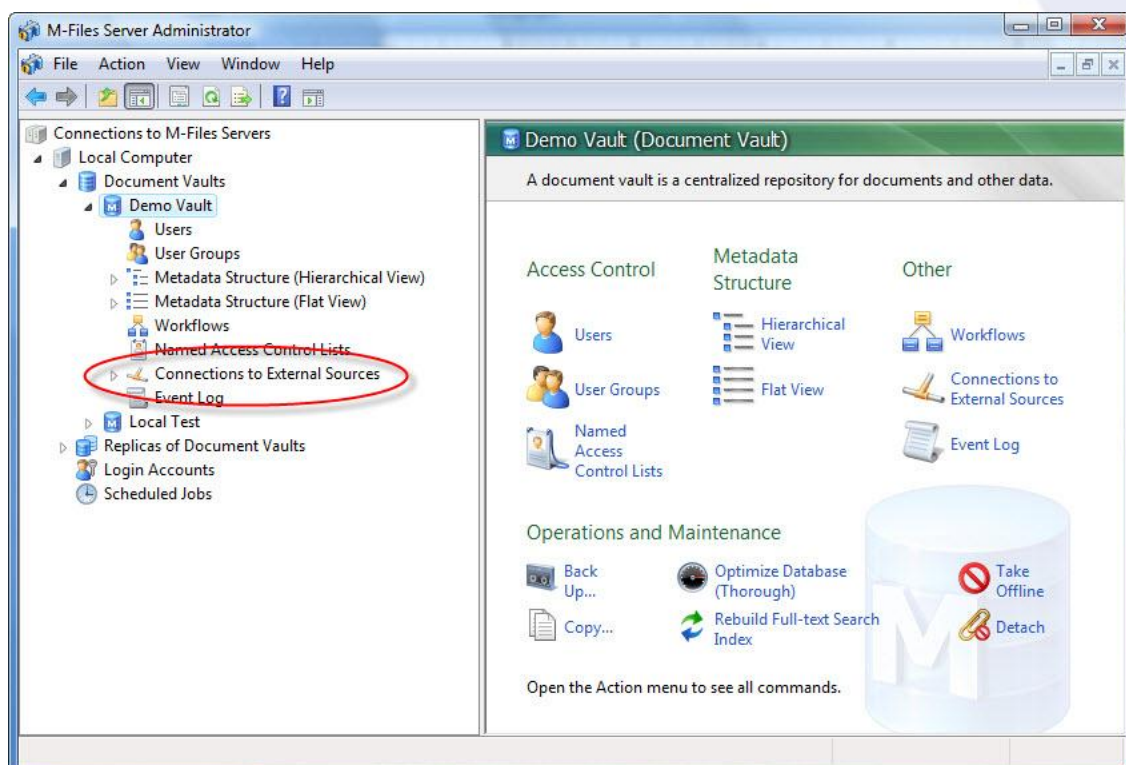 M-Files Server Administrator
File Action View Window Help
Connections to M-Files Servers
Local Computer
Document Vaults
Demo Vault
Users
User Groups
Metadata Structure (Hierarchical View)
Metadata Structure (Flat View)
Workflows
Named Access Control Lists
Connections to External Sources
Event Log
Local Test
Replicas of Document Vaults
Login Accounts
Scheduled Jobs
Demo Vault (Document Vault)
A document vault is a centralized repository for documents and other data.
Access Control
Users
User Groups
Named
Access
Control Lists
Metadata
Structure
Hierarchical
View
Flat View
Other
Workflows
Connections to
External Sources
Event Log
Operations and Maintenance
Back
Up...
Optimize Database
(Thorough)
Take
Offline
Copy...
Rebuild Full-text Search
Index
Detach
Open the Action menu to see all commands.